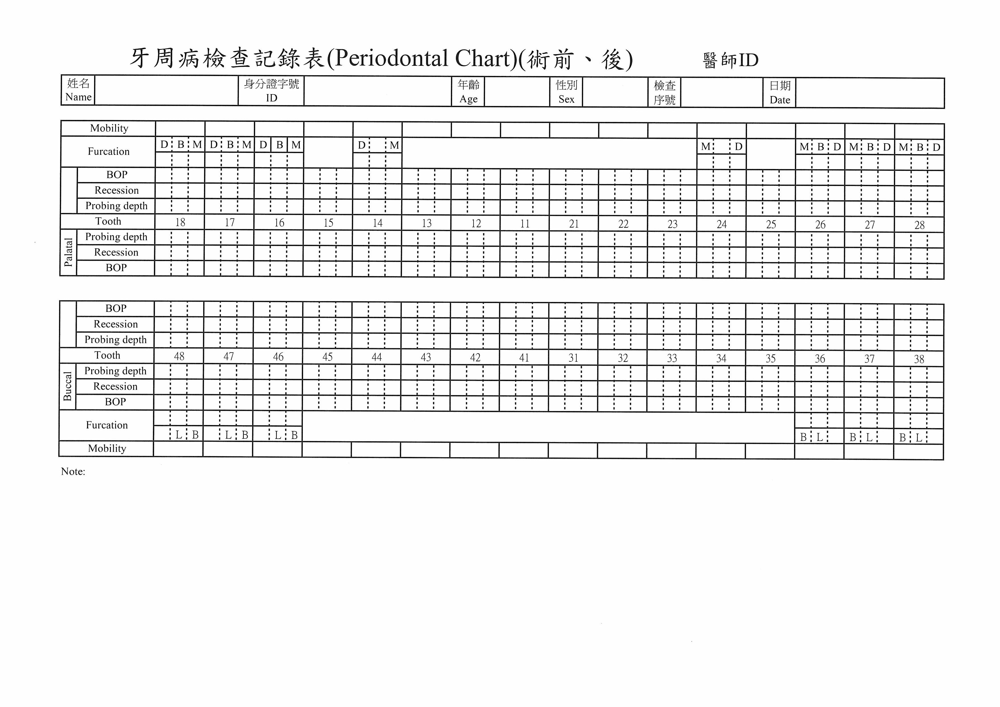 牙周病檢查記錄表(Periodontal Chart)(術前、後) 醫師ID
姓名 Name 身分證字號 ID 年齡 Age 性別 Sex 檢查序號 日期 Date
Mobility
Furcation
D B M D B M D B M D M M D M B D M B D M B D
BOP
Recession
Probing depth
Tooth 18 17 16 15 14 13 12 11 21 22 23 24 25 26 27 28
Palatal
Probing depth
Recession
BOP
BOP
Recession
Probing depth
Tooth 48 47 46 45 44 43 42 41 31 32 33 34 35 36 37 38
Buccal
Probing depth
Recession
BOP
Furcation
L B L B L B B L B L B L
Mobility
Note: